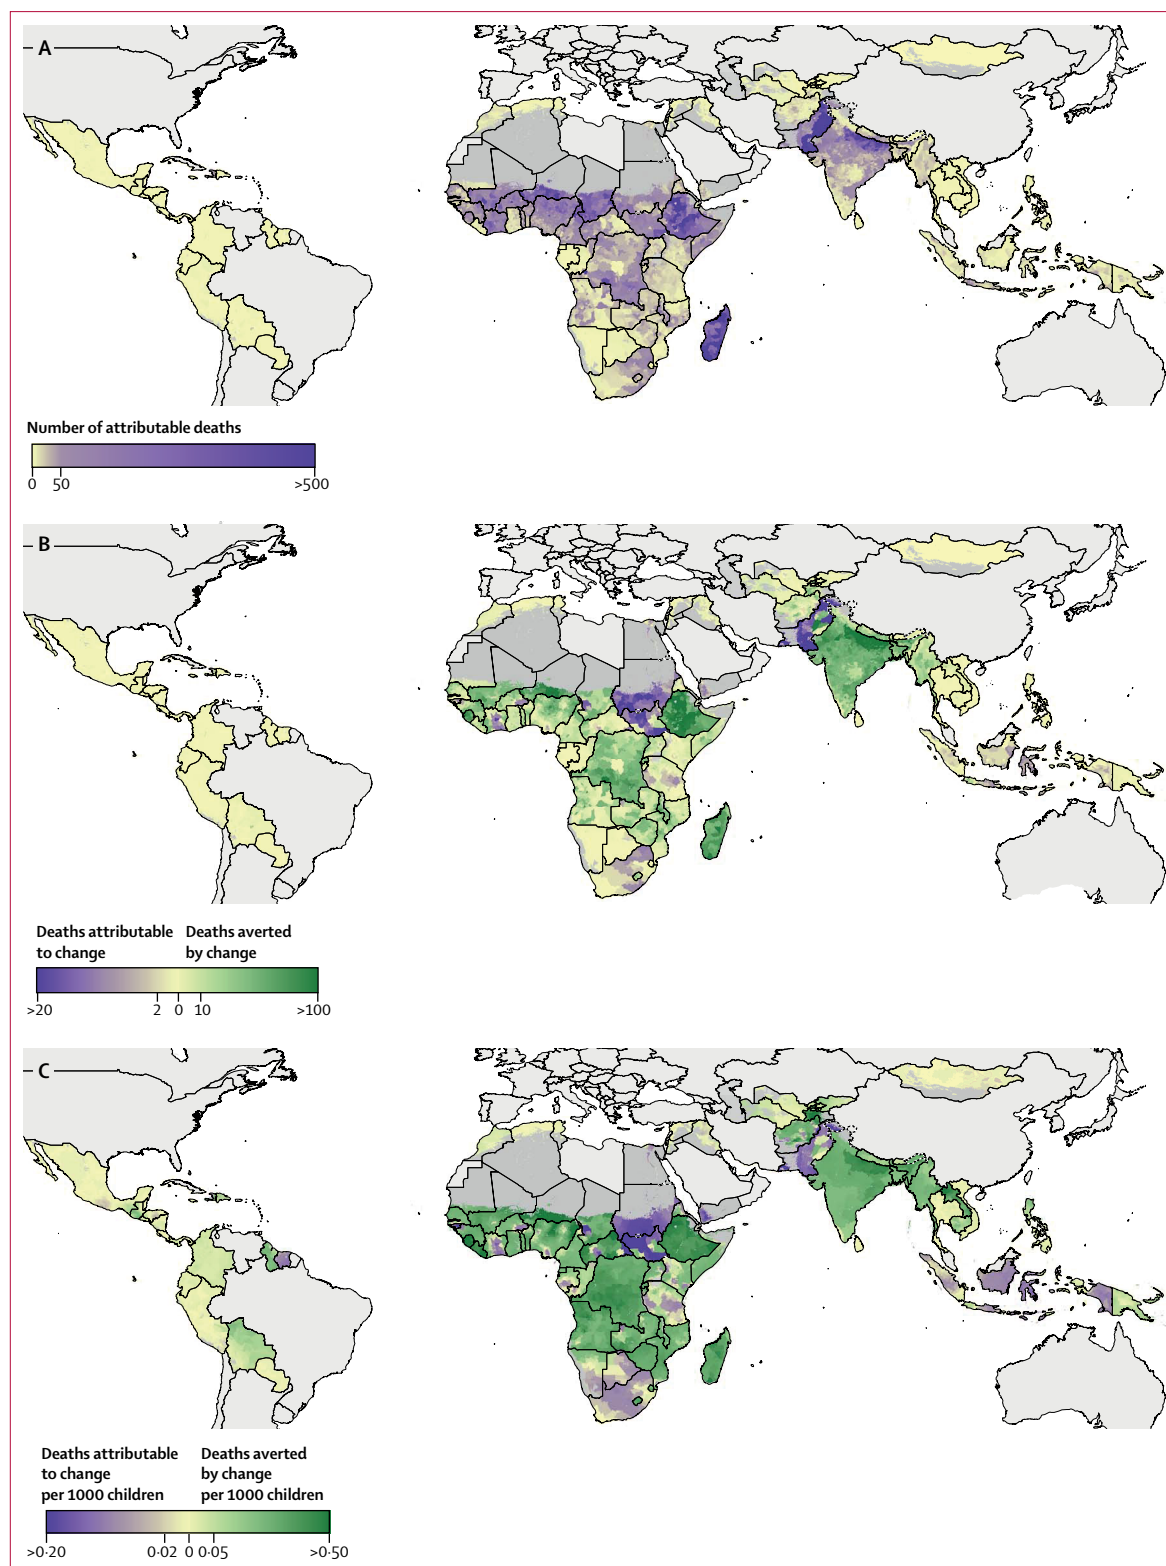 A
Number of attributable deaths
0 50 >500
B
Deaths attributable Deaths averted
to change by change
>20 2 0 10 >100
C
Deaths attributable Deaths averted
to change by change
per 1000 children per 1000 children
>0·20 0·02 0 0·05 >0·50